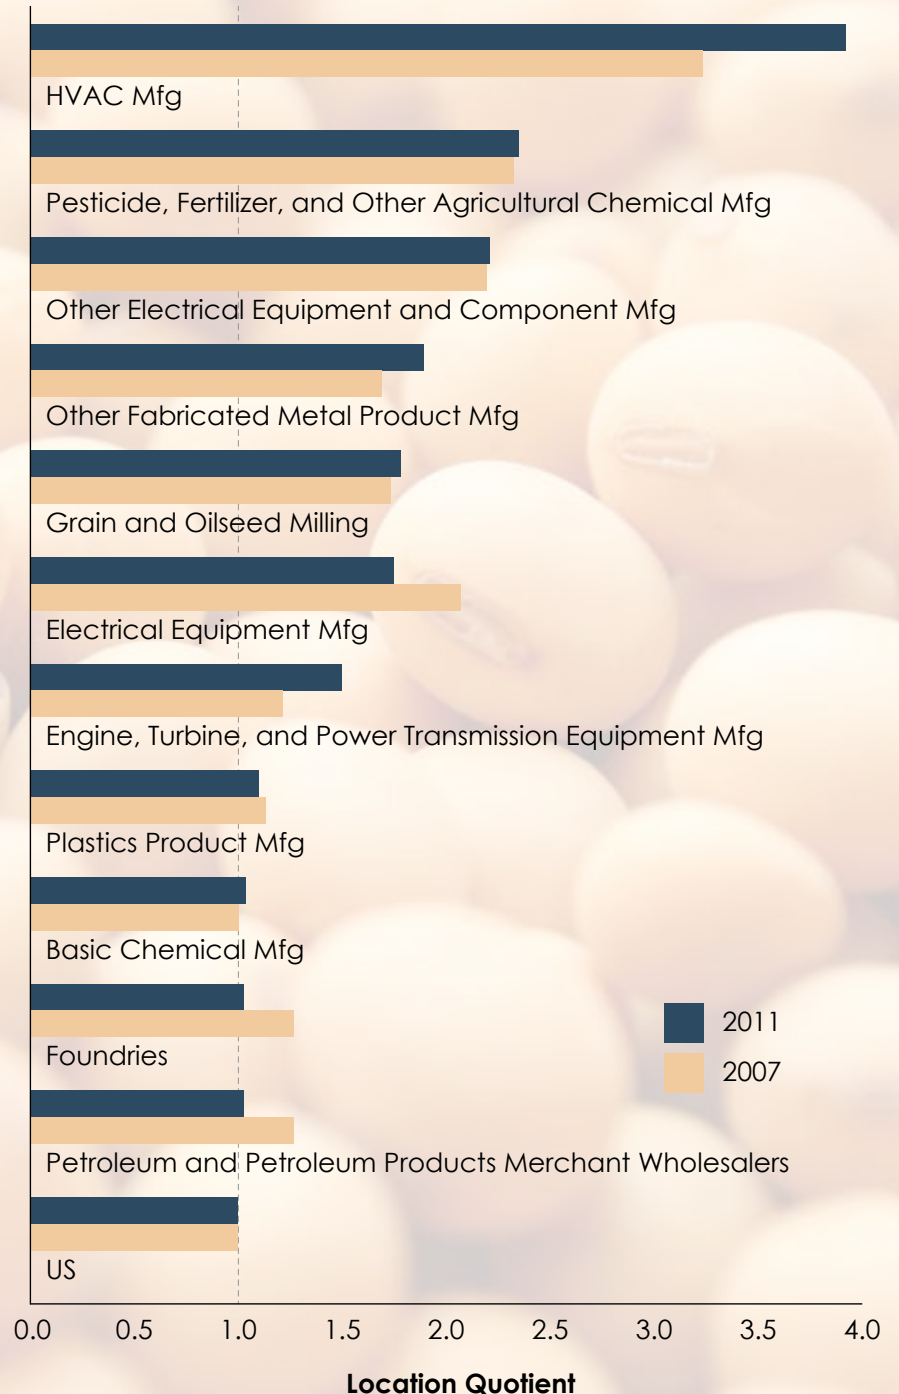 HVAC Mfg
Pesticide, Fertilizer, and Other Agricultural Chemical Mfg
Other Electrical Equipment and Component Mfg
Other Fabricated Metal Product Mfg
Grain and Oilseed Milling
Electrical Equipment Mfg
Engine, Turbine, and Power Transmission Equipment Mfg
Plastics Product Mfg
Basic Chemical Mfg
2011
2007
Foundries
Petroleum and Petroleum Products Merchant Wholesalers
US
0.0 0.5 1.0 1.5 2.0 2.5 3.0 3.5 4.0
Location Quotient